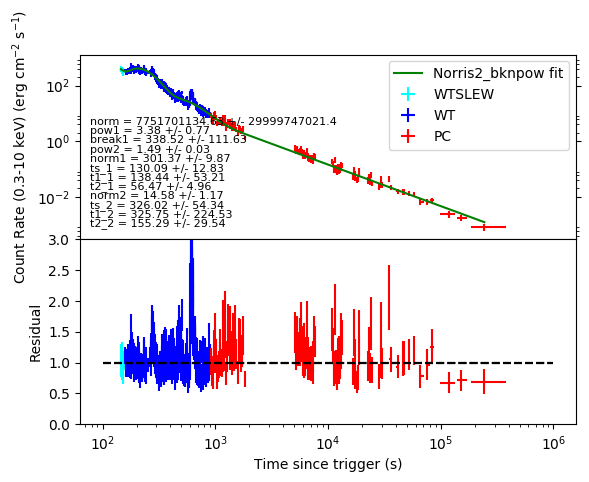 Count Rate (0.3-10 keV) (erg cm⁻² s⁻¹)
10²
10⁰
10⁻²
Norris2_bknpow fit
WTSLEW
WT
PC
norm = 7751701134. +/- 299999747021.4
pow1 = 3.38 +/- 0.77
break1 = 338.52 +/- 111.63
pow2 = 1.49 +/- 0.03
norm1 = 301.37 +/- 9.87
ts_1 = 130.09 +/- 12.83
t1_1 = 138.44 +/- 53.21
t2_1 = 56.47 +/- 4.96
norm2 = 14.58 +/- 1.17
ts_2 = 326.02 +/- 54.34
t1_2 = 325.75 +/- 224.53
t2_2 = 155.29 +/- 29.54
Residual
3.0
2.5
2.0
1.5
1.0
0.5
0.0
10² 10³ 10⁴ 10⁵ 10⁶
Time since trigger (s)